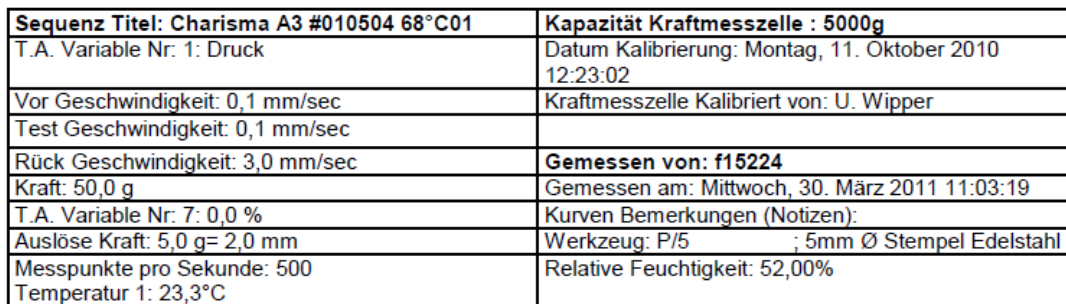 Sequenz Titel: Charisma A3 #010504 68°C01
Kapazität Kraftmesszelle : 5000g
T.A. Variable Nr: 1: Druck
Datum Kalibrierung: Montag, 11. Oktober 2010
12:23:02
Vor Geschwindigkeit: 0,1 mm/sec
Kraftmesszelle Kalibriert von: U. Wipper
Test Geschwindigkeit: 0,1 mm/sec
Rück Geschwindigkeit: 3,0 mm/sec
Gemessen von: f15224
Kraft: 50,0 g
Gemessen am: Mittwoch, 30. März 2011 11:03:19
T.A. Variable Nr: 7: 0,0 %
Kurven Bemerkungen (Notizen):
Auslöse Kraft: 5,0 g= 2,0 mm
Werkzeug: P/5 ; 5mm Ø Stempel Edelstahl
Messpunkte pro Sekunde: 500
Temperatur 1: 23,3°C
Relative Feuchtigkeit: 52,00%